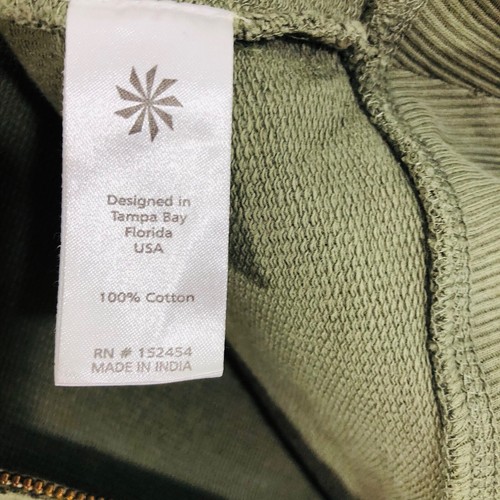 Designed in
Tampa Bay
Florida
USA
100% Cotton
RN # 152454
MADE IN INDIA